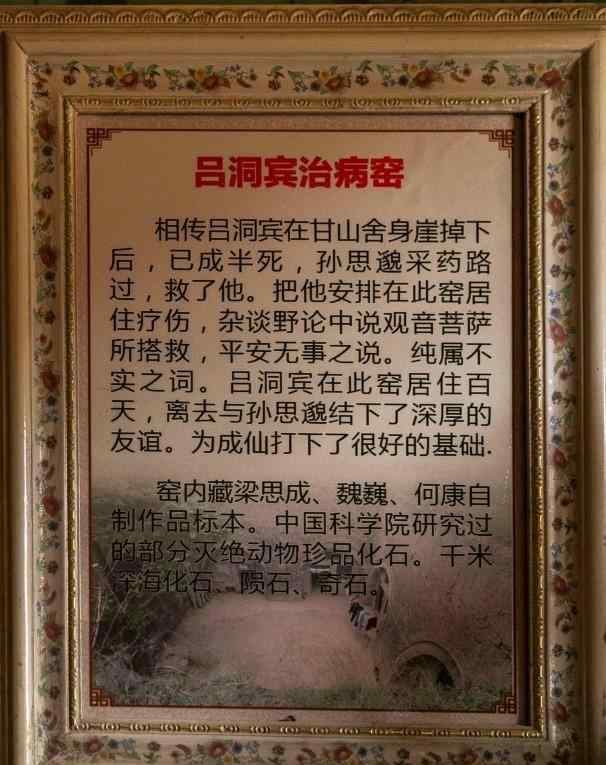 吕洞宾治病窑
相传吕洞宾在甘山舍身崖掉下
后，已成半死，孙思邈采药路
过，救了他。把他安排在此窑居
住疗伤，杂谈野论中说观音菩萨
所搭救，平安无事之说。纯属不
实之词。吕洞宾在此窑居住百
天，离去与孙思邈结下了深厚的
友谊。为成仙打下了很好的基础.
窑内藏梁思成、魏巍、何康自
制作品标本。中国科学院研究过
的部分灭绝动物珍品化石。千米
深海化石、陨石、奇石。